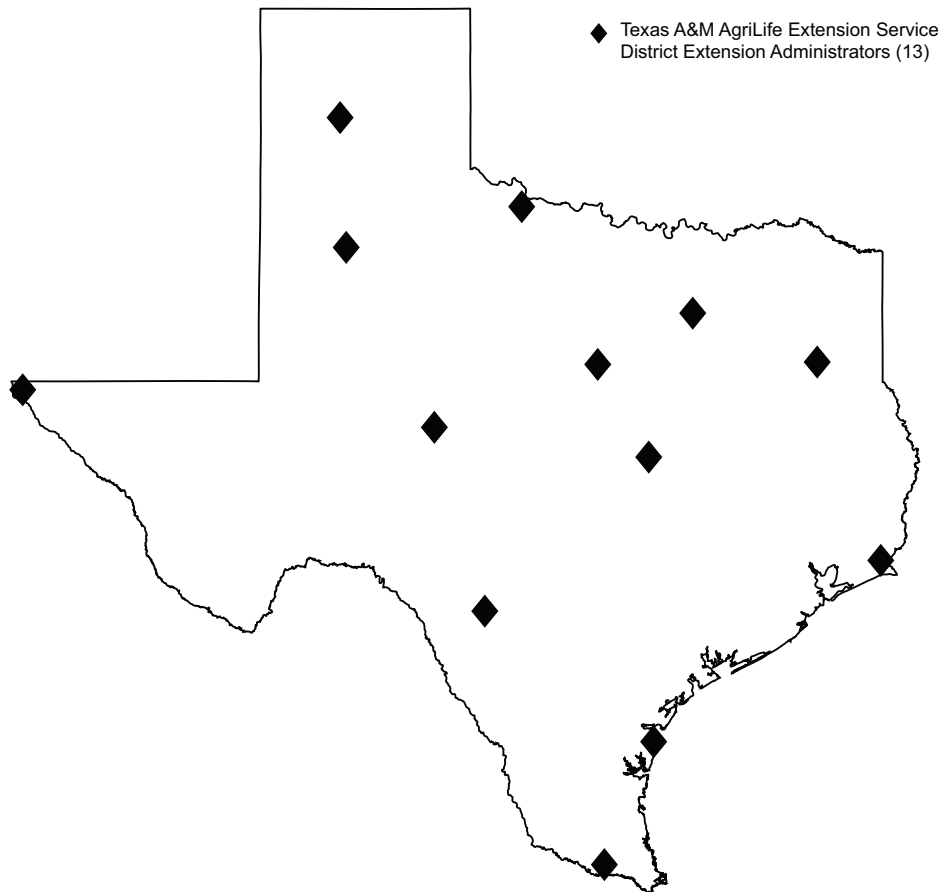 Texas A&M AgriLife Extension Service
District Extension Administrators (13)